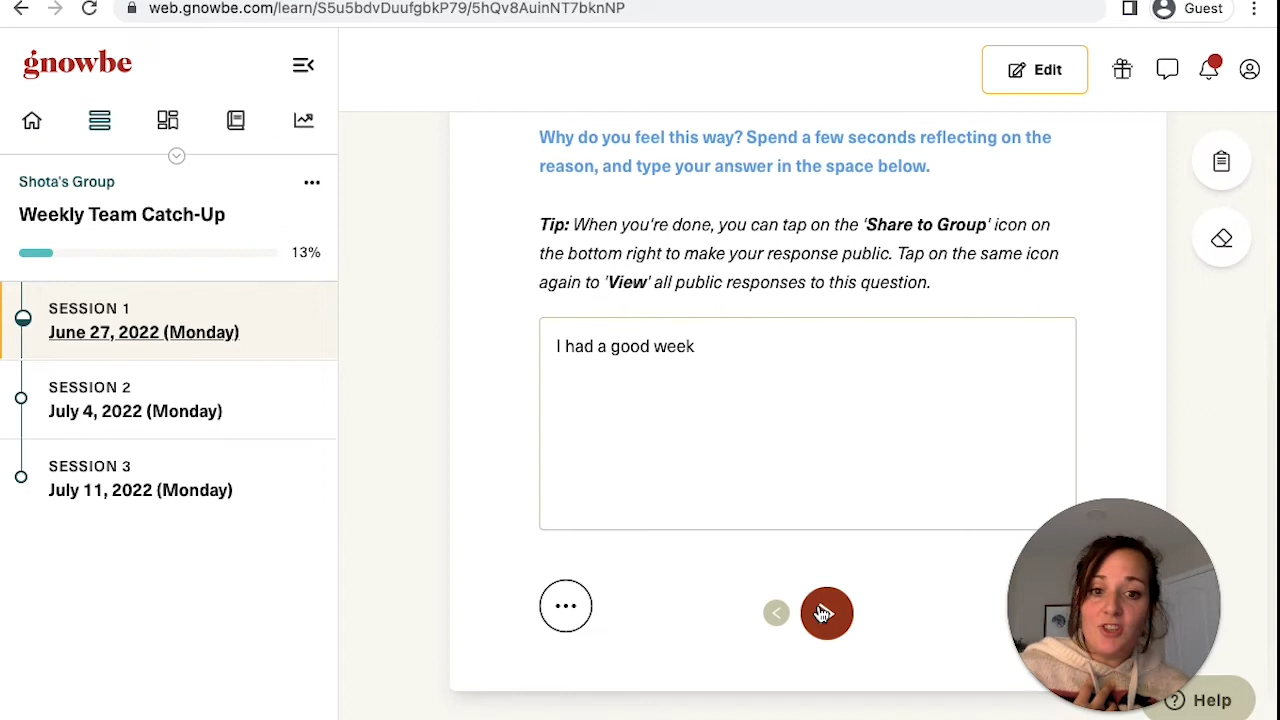 web.gnowbe.com/learn/S5u5bdvDuufgbkP79/5hQv8AuinNT7bknNP
Guest
gnowbe
Edit
Shota's Group
Weekly Team Catch-Up
13%
SESSION 1
June 27, 2022 (Monday)
SESSION 2
July 4, 2022 (Monday)
SESSION 3
July 11, 2022 (Monday)
Why do you feel this way? Spend a few seconds reflecting on the
reason, and type your answer in the space below.
Tip: When you're done, you can tap on the 'Share to Group' icon on
the bottom right to make your response public. Tap on the same icon
again to 'View' all public responses to this question.
I had a good week
Help